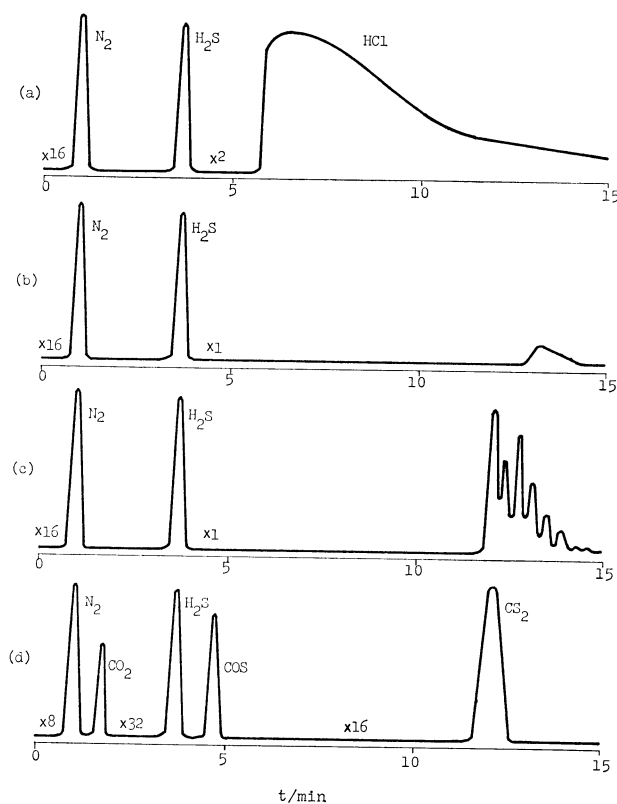 N2 H2S HCl
(a)
x16 x2
0 5 10 15
N2 H2S
(b)
x16 x1
0 5 10 15
N2 H2S
(c)
x16 x1
0 5 10 15
N2 H2S CS2
(d) CO2 COS
x8 x32 x16
0 5 10 15
t/min